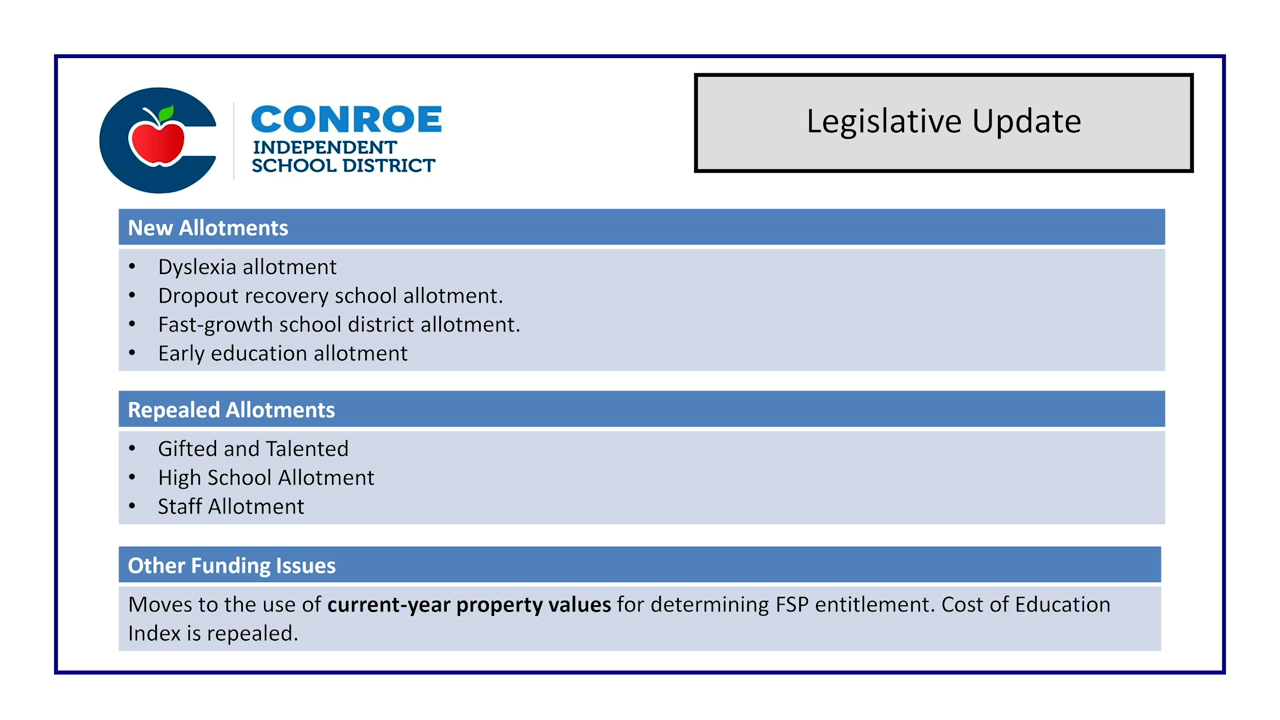 CONROE
INDEPENDENT
SCHOOL DISTRICT
Legislative Update
New Allotments
• Dyslexia allotment
• Dropout recovery school allotment.
• Fast-growth school district allotment.
• Early education allotment
Repealed Allotments
• Gifted and Talented
• High School Allotment
• Staff Allotment
Other Funding Issues
Moves to the use of current-year property values for determining FSP entitlement. Cost of Education
Index is repealed.